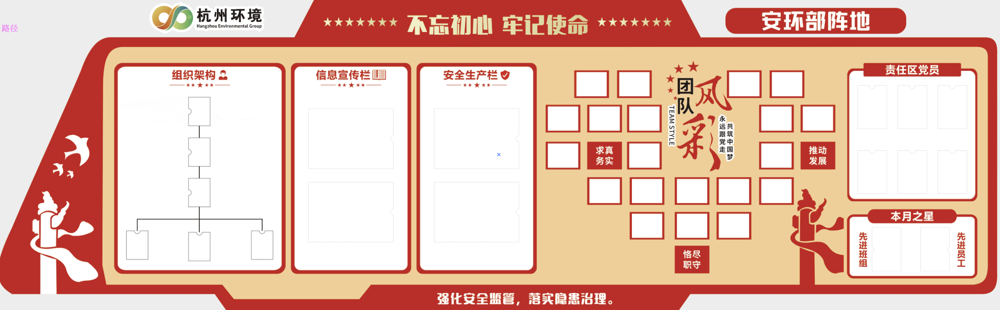 路径
杭州环境
Hangzhou Environmental Group
不忘初心 牢记使命
安环部阵地
组织架构
信息宣传栏
安全生产栏
团队
风彩
TEAM STYLE
永远跟党走
共筑中国梦
求真
务实
推动
发展
恪尽
职守
责任区党员
本月之星
先进班组
先进员工
强化安全监管，落实隐患治理。